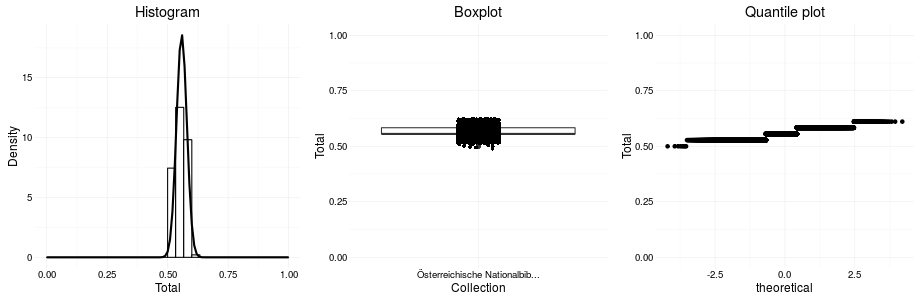 Histogram
Density
15
10
5
0
0.00 0.25 0.50 0.75 1.00
Total
Boxplot
Total
1.00
0.75
0.50
0.25
0.00
Österreichische Nationalbib...
Collection
Quantile plot
Total
1.00
0.75
0.50
0.25
0.00
-2.5 0.0 2.5
theoretical